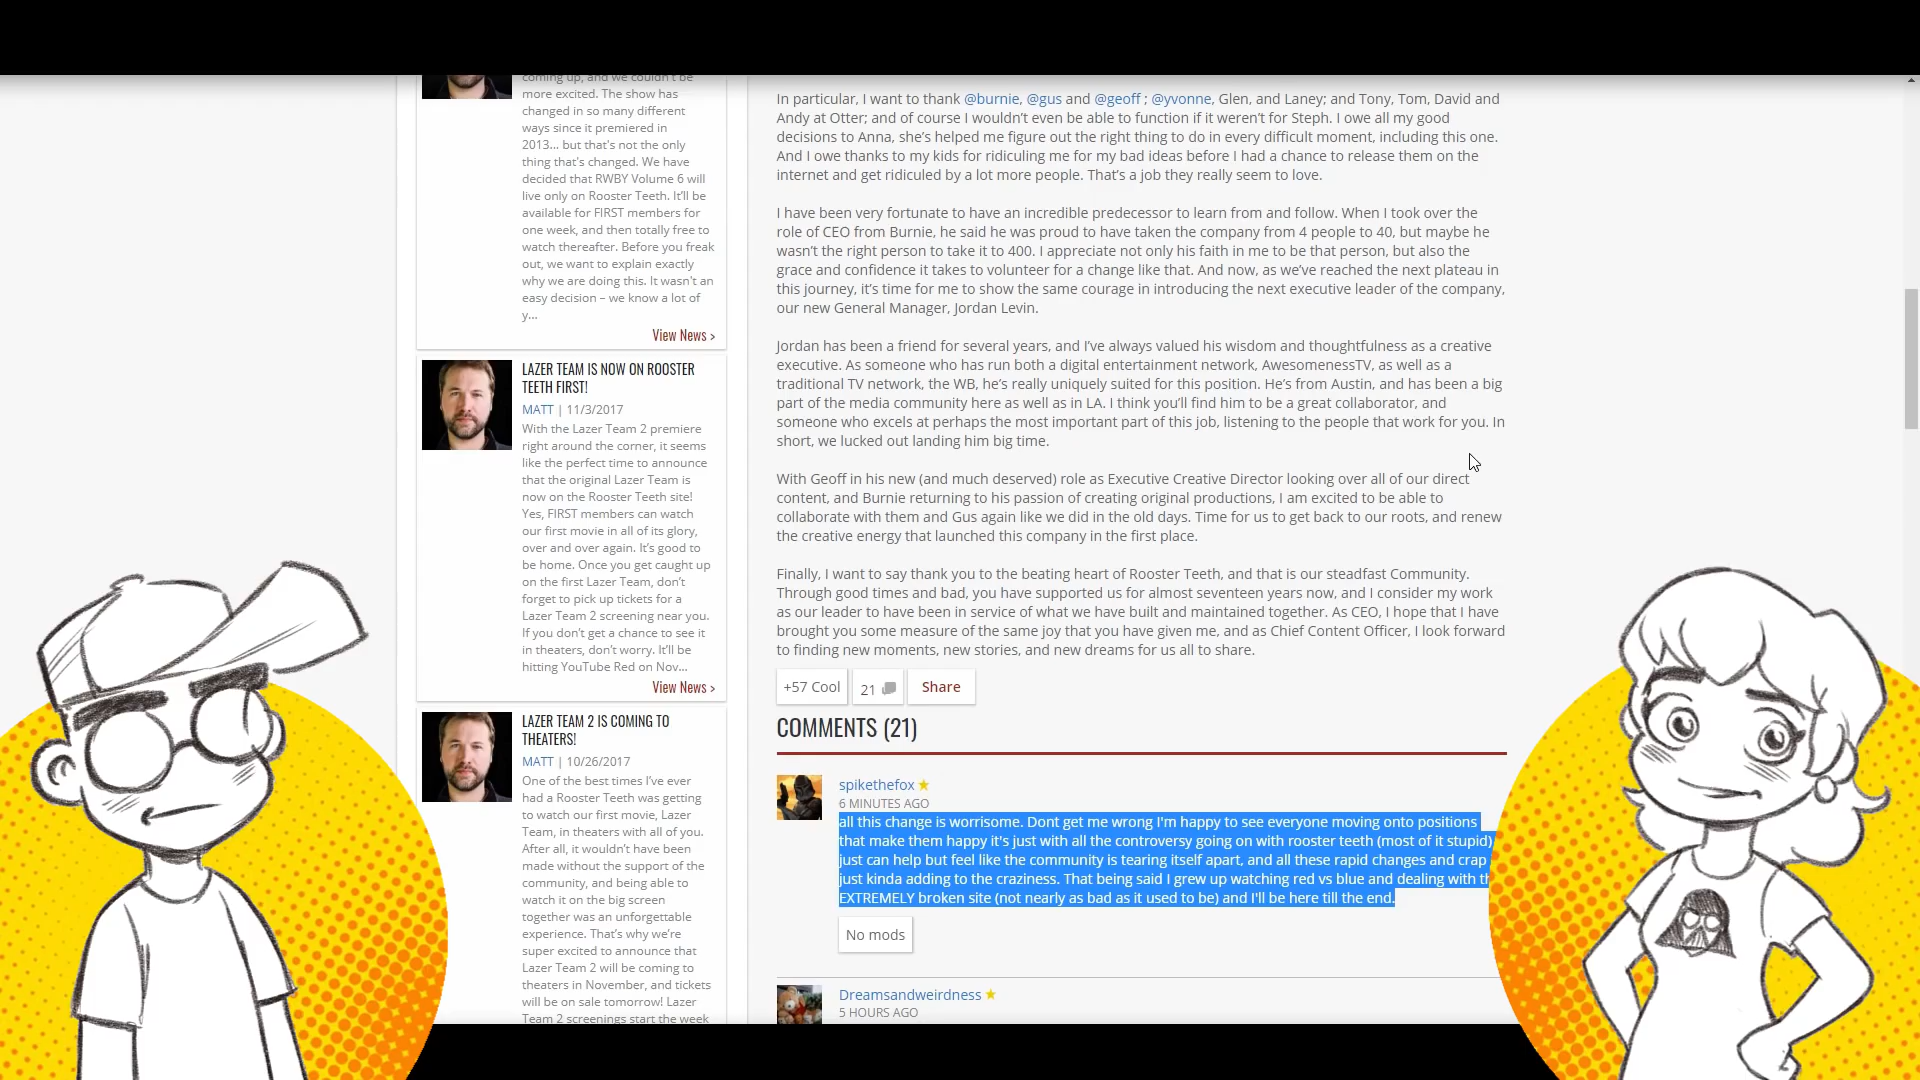 coming up, and we couldn't be
more excited. The show has
changed in so many different
ways since it premiered in
2013... but that's not the only
thing that's changed. We have
decided that RWBY Volume 6 will
live only on Rooster Teeth. It'll be
available for FIRST members for
one week, and then totally free to
watch thereafter. Before you freak
out, we want to explain exactly
why we are doing this. It wasn't an
easy decision – we know a lot of
y...
View News >
LAZER TEAM IS NOW ON ROOSTER
TEETH FIRST!
MATT | 11/3/2017
With the Lazer Team 2 premiere
right around the corner, it seems
like the perfect time to announce
that the original Lazer Team is
now on the Rooster Teeth site!
Yes, FIRST members can watch
our first movie in all of its glory,
over and over again. It's good to
be home. Once you get caught up
on the first Lazer Team, don't
forget to pick up tickets for a
Lazer Team 2 screening near you.
If you don't get a chance to see it
in theaters, don't worry. It'll be
hitting YouTube Red on Nov...
View News >
LAZER TEAM 2 IS COMING TO
THEATERS!
MATT | 10/26/2017
One of the best times I've ever
had a Rooster Teeth was getting
to watch our first movie, Lazer
Team, in theaters with all of you.
After all, it wouldn't have been
made without the support of the
community, and being able to
watch it on the big screen
together was an unforgettable
experience. That's why we're
super excited to announce that
Lazer Team 2 will be coming to
theaters in November, and tickets
will be on sale tomorrow! Lazer
Team 2 screenings start the week
In particular, I want to thank @burnie, @gus and @geoff ; @yvonne, Glen, and Laney; and Tony, Tom, David and
Andy at Otter; and of course I wouldn't even be able to function if it weren't for Steph. I owe all my good
decisions to Anna, she's helped me figure out the right thing to do in every difficult moment, including this one.
And I owe thanks to my kids for ridiculing me for my bad ideas before I had a chance to release them on the
internet and get ridiculed by a lot more people. That's a job they really seem to love.
I have been very fortunate to have an incredible predecessor to learn from and follow. When I took over the
role of CEO from Burnie, he said he was proud to have taken the company from 4 people to 40, but maybe he
wasn't the right person to take it to 400. I appreciate not only his faith in me to be that person, but also the
grace and confidence it takes to volunteer for a change like that. And now, as we've reached the next plateau in
this journey, it's time for me to show the same courage in introducing the next executive leader of the company,
our new General Manager, Jordan Levin.
Jordan has been a friend for several years, and I've always valued his wisdom and thoughtfulness as a creative
executive. As someone who has run both a digital entertainment network, AwesomenessTV, as well as a
traditional TV network, the WB, he's really uniquely suited for this position. He's from Austin, and has been a big
part of the media community here as well as in LA. I think you'll find him to be a great collaborator, and
someone who excels at perhaps the most important part of this job, listening to the people that work for you. In
short, we lucked out landing him big time.
With Geoff in his new (and much deserved) role as Executive Creative Director looking over all of our direct
content, and Burnie returning to his passion of creating original productions, I am excited to be able to
collaborate with them and Gus again like we did in the old days. Time for us to get back to our roots, and renew
the creative energy that launched this company in the first place.
Finally, I want to say thank you to the beating heart of Rooster Teeth, and that is our steadfast Community.
Through good times and bad, you have supported us for almost seventeen years now, and I consider my work
as our leader to have been in service of what we have built and maintained together. As CEO, I hope that I have
brought you some measure of the same joy that you have given me, and as Chief Content Officer, I look forward
to finding new moments, new stories, and new dreams for us all to share.
+57 Cool 21 Share
COMMENTS (21)
spikethefox
6 MINUTES AGO
all this change is worrisome. Dont get me wrong I'm happy to see everyone moving onto positions
that make them happy it's just with all the controversy going on with rooster teeth (most of it stupid)
just can help but feel like the community is tearing itself apart, and all these rapid changes and crap
just kinda adding to the craziness. That being said I grew up watching red vs blue and dealing with
EXTREMELY broken site (not nearly as bad as it used to be) and I'll be here till the end.
No mods
Dreamsandweirdness
5 HOURS AGO